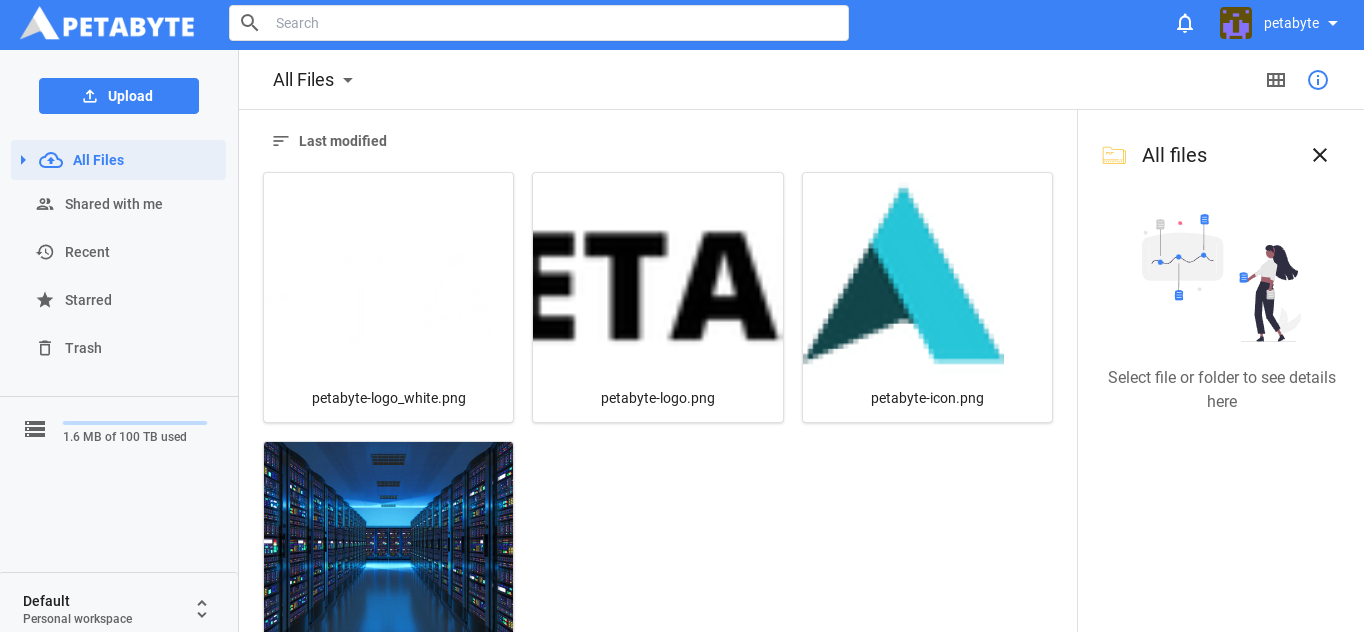 PETABYTE
Search
petabyte
Upload
All Files
Shared with me
Recent
Starred
Trash
1.6 MB of 100 TB used
Default
Personal workspace
All Files
Last modified
petabyte-logo_white.png
ETA
petabyte-logo.png
petabyte-icon.png
All files
Select file or folder to see details
here